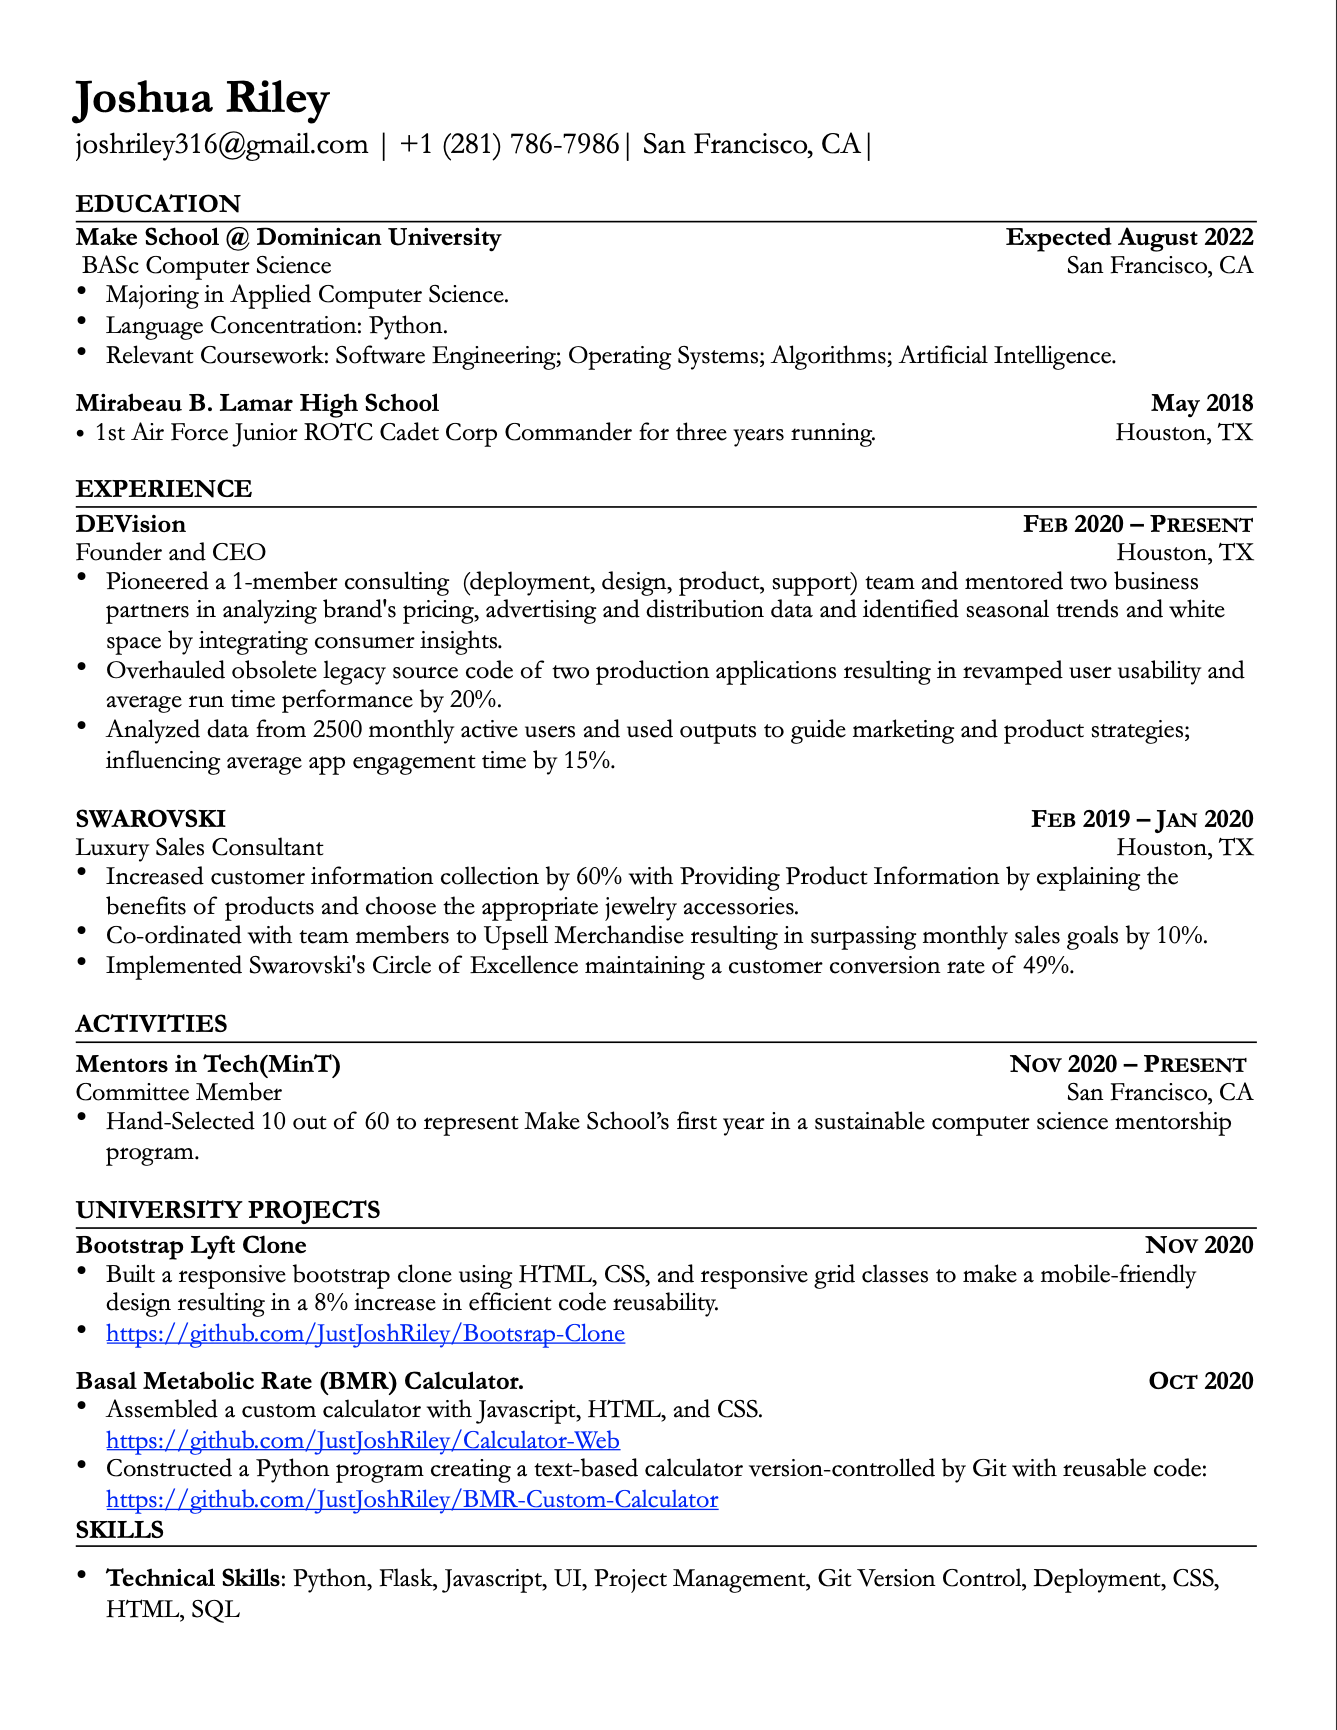 Joshua Riley
joshriley316@gmail.com | +1 (281) 786-7986| San Francisco, CA|
EDUCATION
Make School @ Dominican University Expected August 2022
BASc Computer Science San Francisco, CA
• Majoring in Applied Computer Science.
• Language Concentration: Python.
• Relevant Coursework: Software Engineering; Operating Systems; Algorithms; Artificial Intelligence.
Mirabeau B. Lamar High School May 2018
• 1st Air Force Junior ROTC Cadet Corp Commander for three years running. Houston, TX
EXPERIENCE
DEVision FEB 2020 – PRESENT
Founder and CEO Houston, TX
• Pioneered a 1-member consulting (deployment, design, product, support) team and mentored two business
partners in analyzing brand's pricing, advertising and distribution data and identified seasonal trends and white
space by integrating consumer insights.
• Overhauled obsolete legacy source code of two production applications resulting in revamped user usability and
average run time performance by 20%.
• Analyzed data from 2500 monthly active users and used outputs to guide marketing and product strategies;
influencing average app engagement time by 15%.
SWAROVSKI FEB 2019 – JAN 2020
Luxury Sales Consultant Houston, TX
• Increased customer information collection by 60% with Providing Product Information by explaining the
benefits of products and choose the appropriate jewelry accessories.
• Co-ordinated with team members to Upsell Merchandise resulting in surpassing monthly sales goals by 10%.
• Implemented Swarovski's Circle of Excellence maintaining a customer conversion rate of 49%.
ACTIVITIES
Mentors in Tech(MinT) NOV 2020 – PRESENT
Committee Member San Francisco, CA
• Hand-Selected 10 out of 60 to represent Make School’s first year in a sustainable computer science mentorship
program.
UNIVERSITY PROJECTS
Bootstrap Lyft Clone NOV 2020
• Built a responsive bootstrap clone using HTML, CSS, and responsive grid classes to make a mobile-friendly
design resulting in a 8% increase in efficient code reusability.
• https://github.com/JustJoshRiley/Bootsrap-Clone
Basal Metabolic Rate (BMR) Calculator. OCT 2020
• Assembled a custom calculator with Javascript, HTML, and CSS.
https://github.com/JustJoshRiley/Calculator-Web
• Constructed a Python program creating a text-based calculator version-controlled by Git with reusable code:
https://github.com/JustJoshRiley/BMR-Custom-Calculator
SKILLS
• Technical Skills: Python, Flask, Javascript, UI, Project Management, Git Version Control, Deployment, CSS,
HTML, SQL